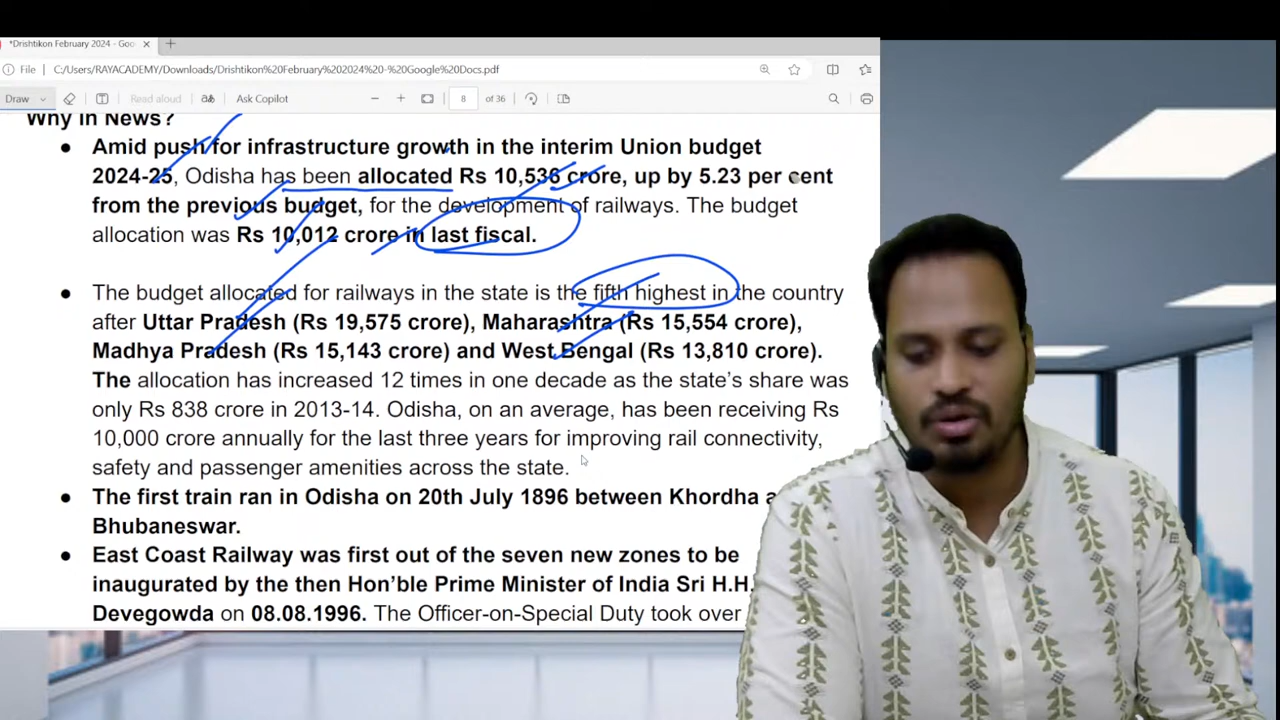 *Drishtikon February 2024 - Goo
File C:/Users/RAYACADEMY/Downloads/Drishtikon%20February%202024%20-%20Google%20Docs.pdf
Draw Read aloud Ask Copilot 8 of 36
Why in News?
● Amid push for infrastructure growth in the interim Union budget
2024-25, Odisha has been allocated Rs 10,536 crore, up by 5.23 per cent
from the previous budget, for the development of railways. The budget
allocation was Rs 10,012 crore in last fiscal.
● The budget allocated for railways in the state is the fifth highest in the country
after Uttar Pradesh (Rs 19,575 crore), Maharashtra (Rs 15,554 crore),
Madhya Pradesh (Rs 15,143 crore) and West Bengal (Rs 13,810 crore).
The allocation has increased 12 times in one decade as the state’s share was
only Rs 838 crore in 2013-14. Odisha, on an average, has been receiving Rs
10,000 crore annually for the last three years for improving rail connectivity,
safety and passenger amenities across the state.
● The first train ran in Odisha on 20th July 1896 between Khordha a
Bhubaneswar.
● East Coast Railway was first out of the seven new zones to be
inaugurated by the then Hon’ble Prime Minister of India Sri H.H.
Devegowda on 08.08.1996. The Officer-on-Special Duty took over